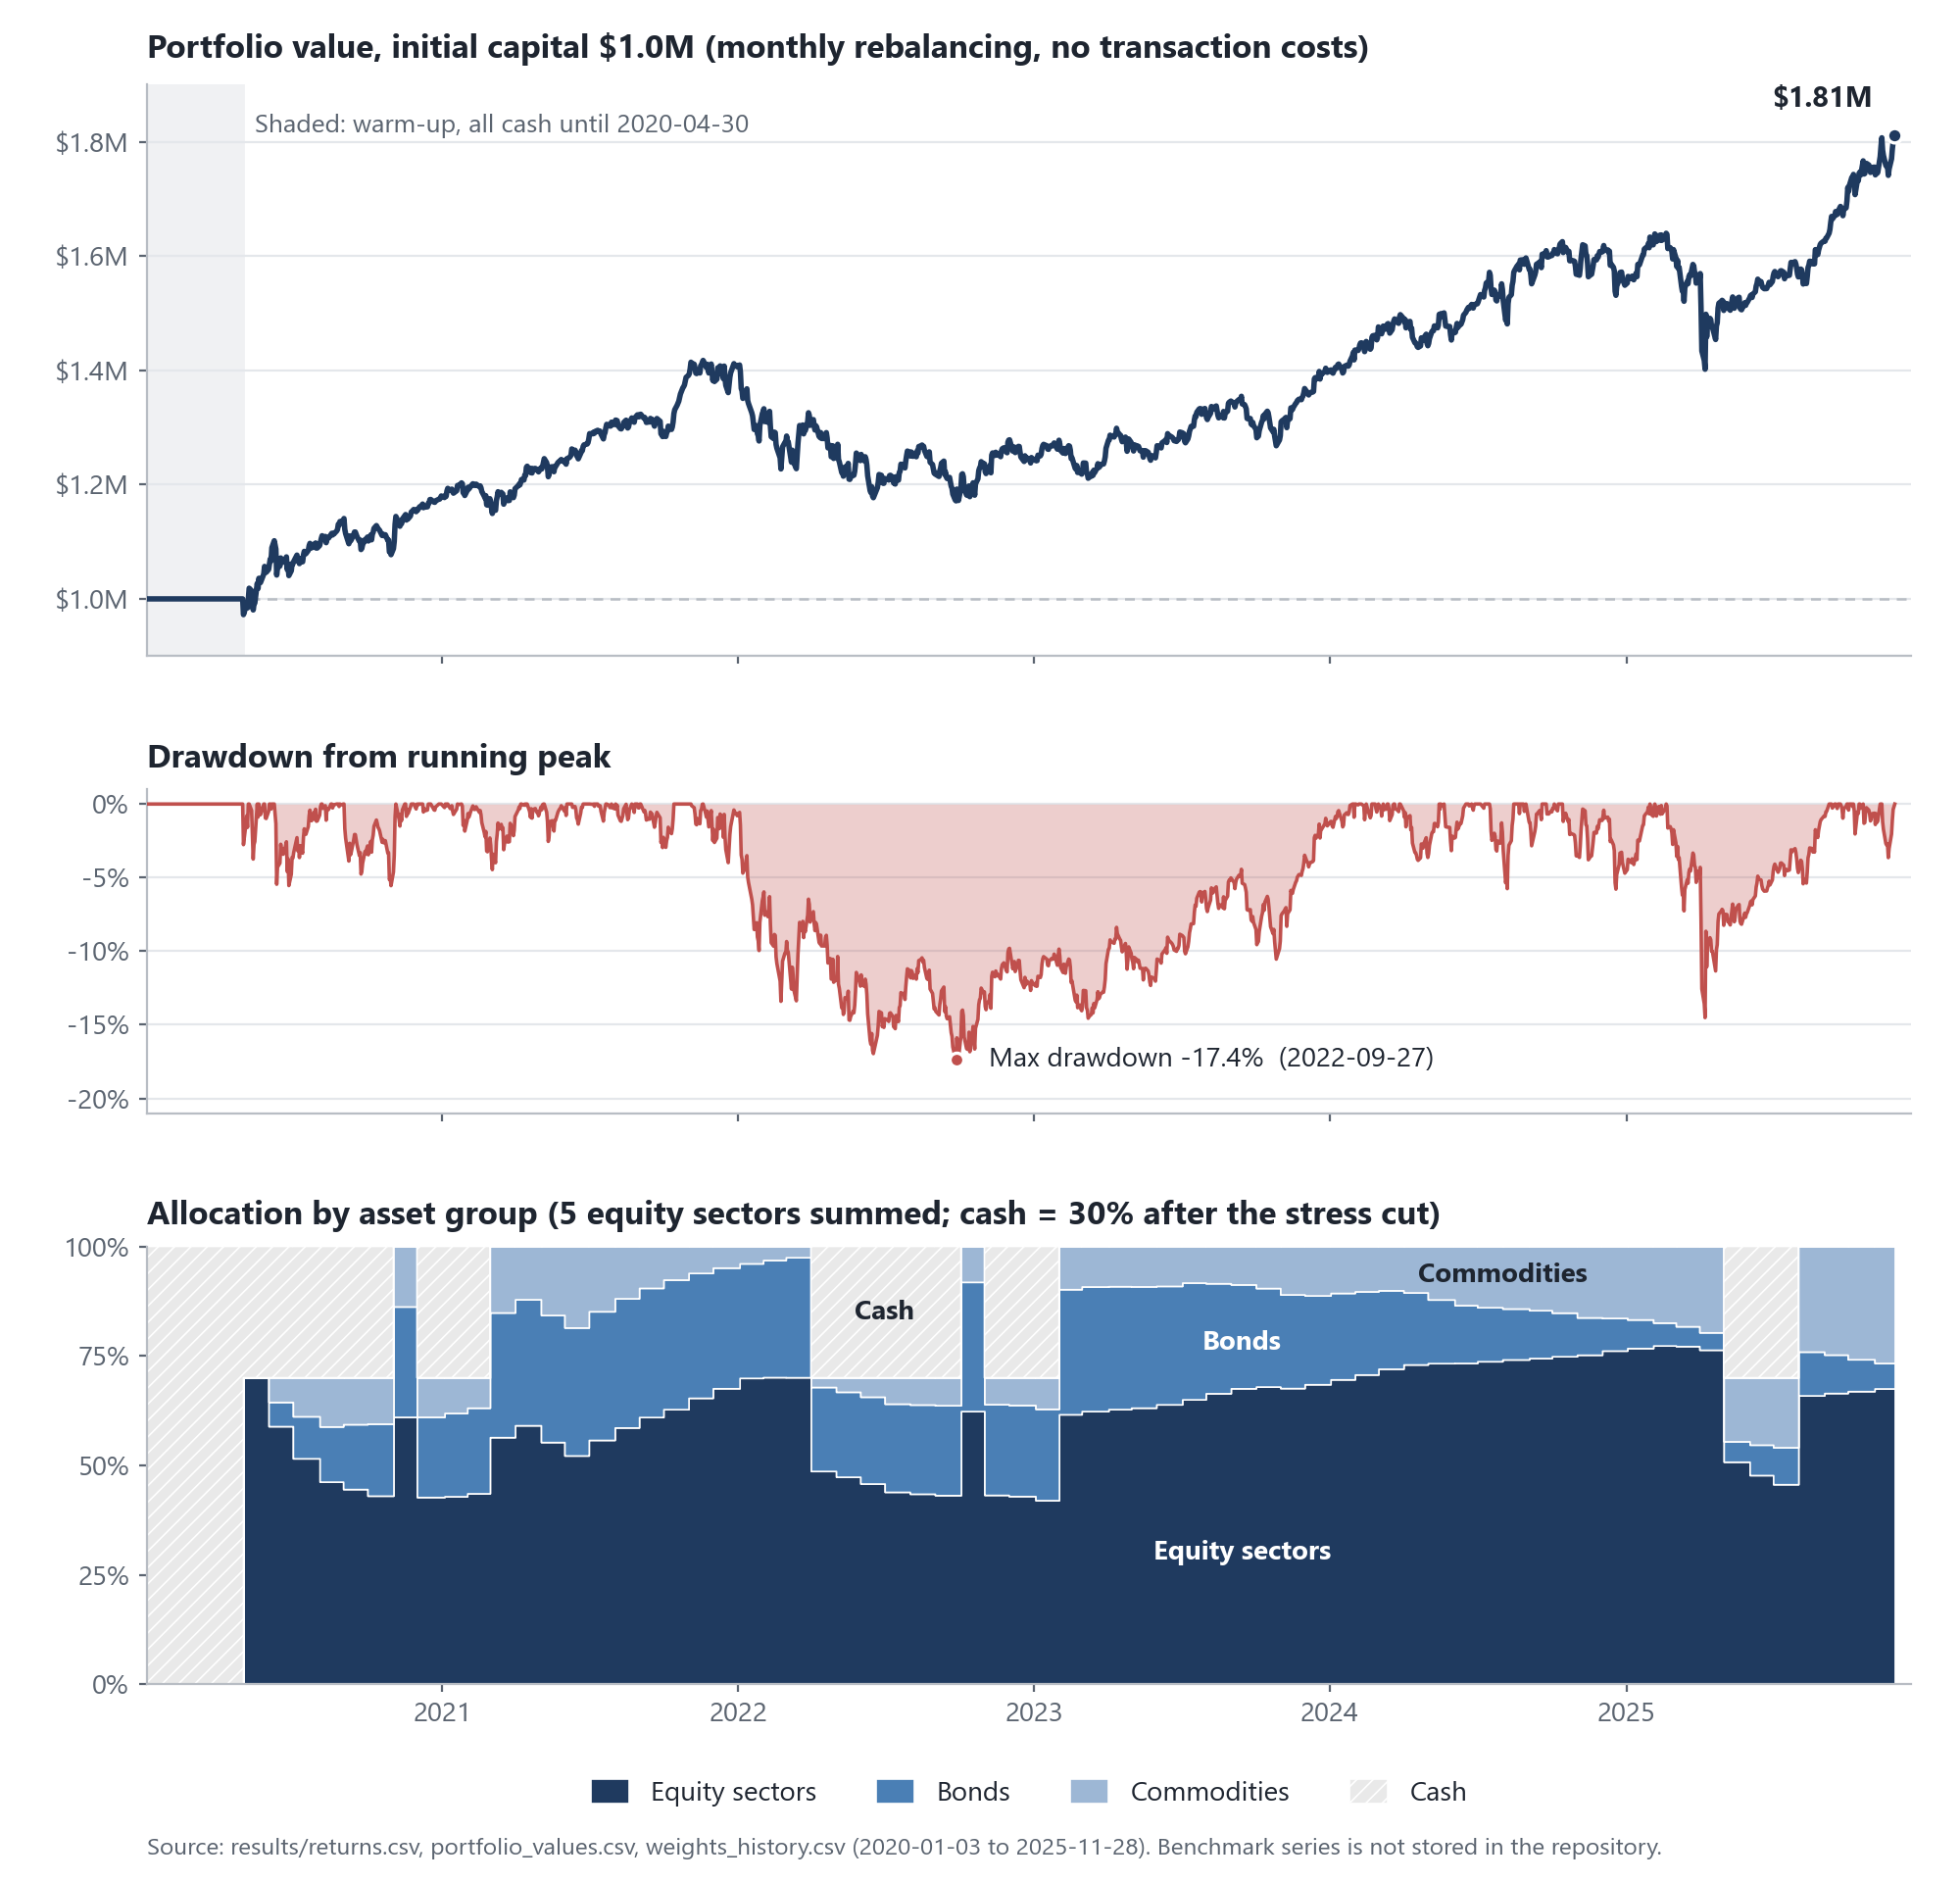 Portfolio value, initial capital $1.0M (monthly rebalancing, no transaction costs)
$1.81M
Shaded: warm-up, all cash until 2020-04-30
$1.8M
$1.6M
$1.4M
$1.2M
$1.0M
Drawdown from running peak
0%
-5%
-10%
-15%
Max drawdown -17.4% (2022-09-27)
-20%
Allocation by asset group (5 equity sectors summed; cash = 30% after the stress cut)
100%
Commodities
Cash
Bonds
75%
50%
Equity sectors
25%
0%
2021 2022 2023 2024 2025
Equity sectors Bonds Commodities Cash
Source: results/returns.csv, portfolio_values.csv, weights_history.csv (2020-01-03 to 2025-11-28). Benchmark series is not stored in the repository.